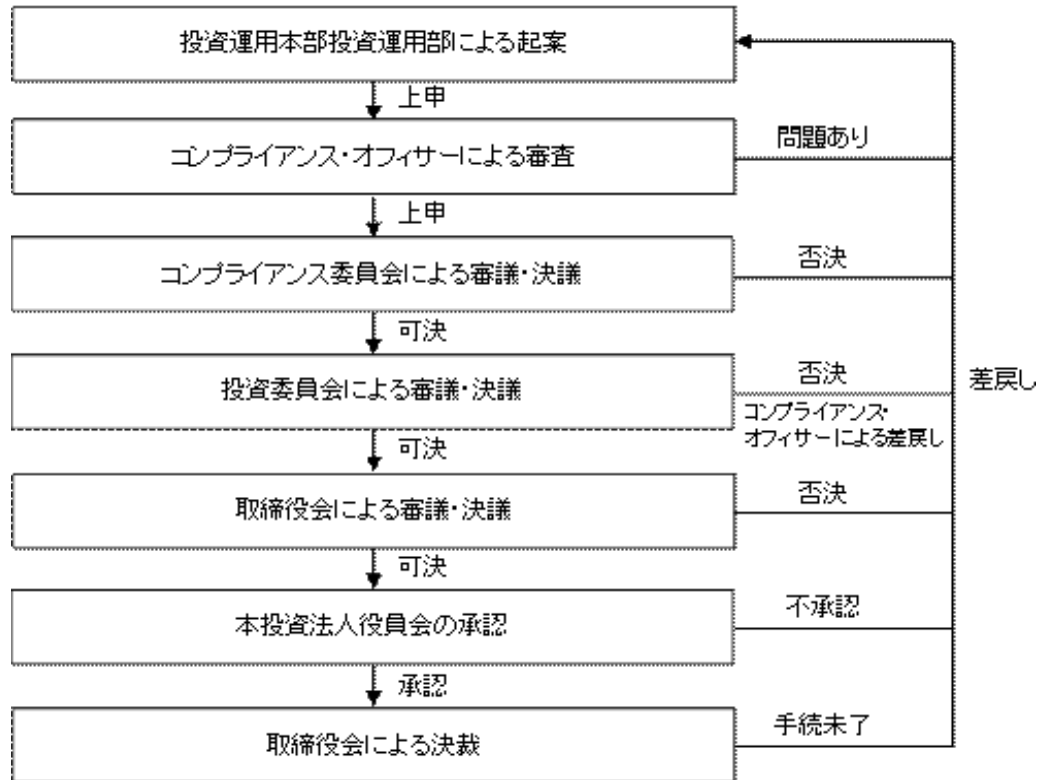 投資運用本部投資運用部による起案
上申
コンプライアンス・オフィサーによる審査
問題あり
上申
コンプライアンス委員会による審議・決議
否決
可決
投資委員会による審議・決議
否決
コンプライアンス・
オフィサーによる差戻し
差戻し
可決
取締役会による審議・決議
否決
可決
本投資法人役員会の承認
不承認
承認
取締役会による決裁
手続未了